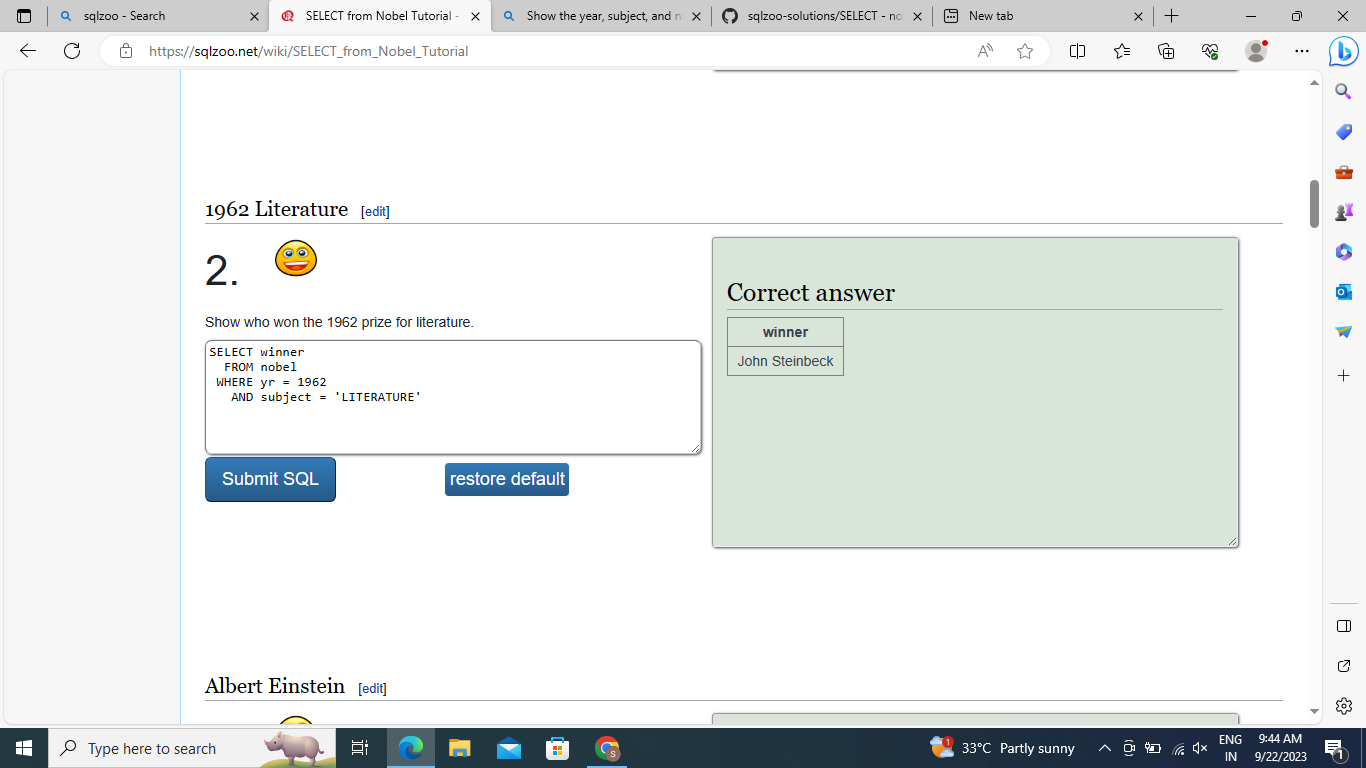 sqlzoo - Search
SELECT from Nobel Tutorial -
Show the year, subject, and n
sqlzoo-solutions/SELECT - no
New tab
https://sqlzoo.net/wiki/SELECT_from_Nobel_Tutorial
1962 Literature [edit]
2.
Show who won the 1962 prize for literature.
SELECT winner
FROM nobel
WHERE yr = 1962
AND subject = 'LITERATURE'
Submit SQL
restore default
Correct answer
winner
John Steinbeck
Albert Einstein [edit]
Type here to search
S
1
33°C Partly sunny
ENG
IN
9:44 AM
9/22/2023
1